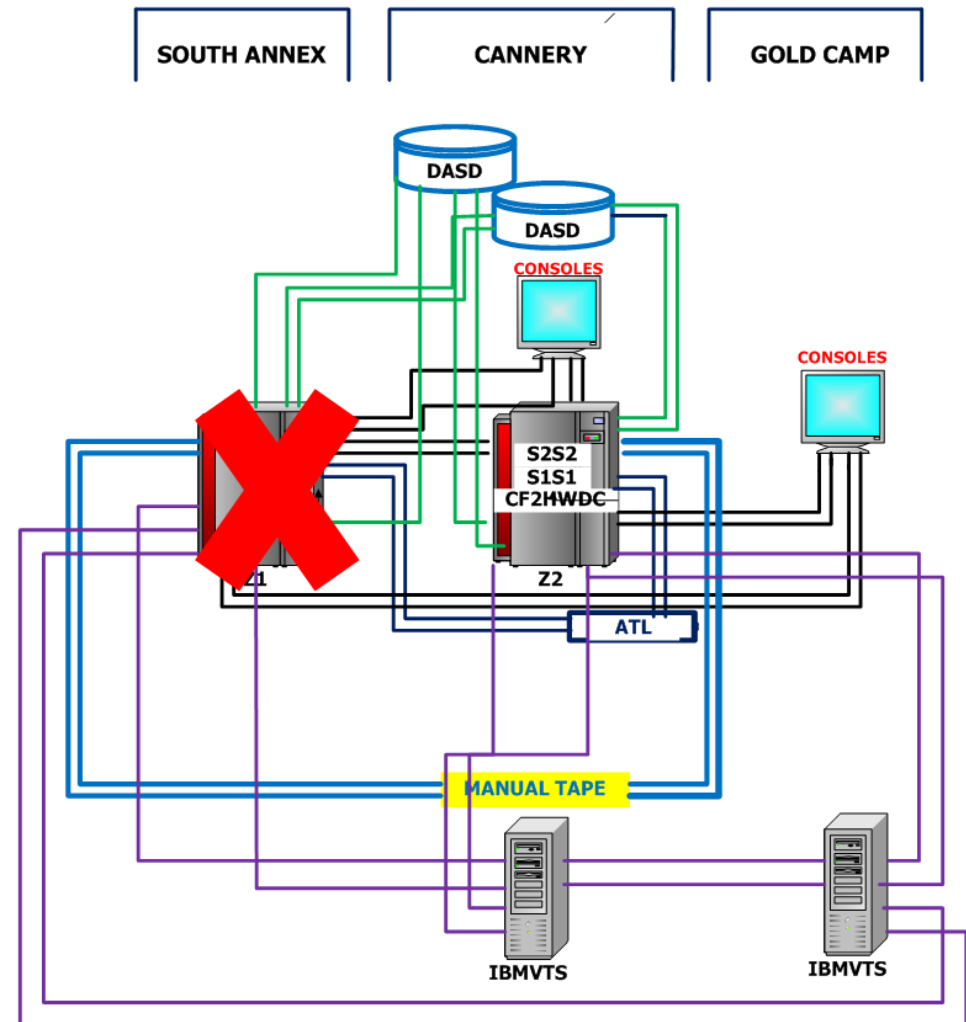 SOUTH ANNEX
CANNERY
GOLD CAMP
DASD
DASD
CONSOLES
CONSOLES
S2S2
S1S1
CF2HWDC
Z1
Z2
ATL
MANUAL TAPE
IBMVTS
IBMVTS